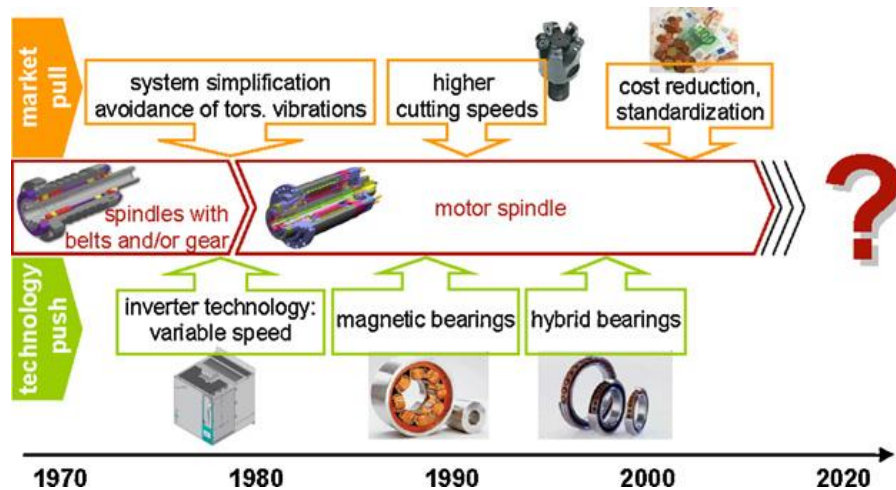 market
pull
system simplification
avoidance of tors. vibrations
higher
cutting speeds
cost reduction,
standardization
spindles with
belts and/or gear
motor spindle
?
technology
push
inverter technology:
variable speed
magnetic bearings
hybrid bearings
1970
1980
1990
2000
2020